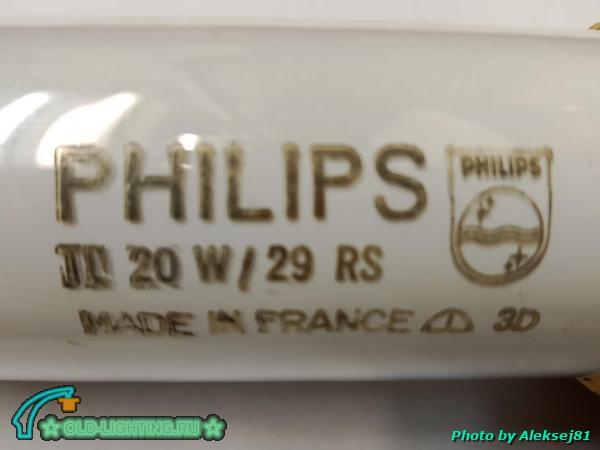 PHILIPS
PHILIPS
TL 20 W/29 RS
MADE IN FRANCE 3D
OLD-LIGHTING.RU
Photo by Aleksej81